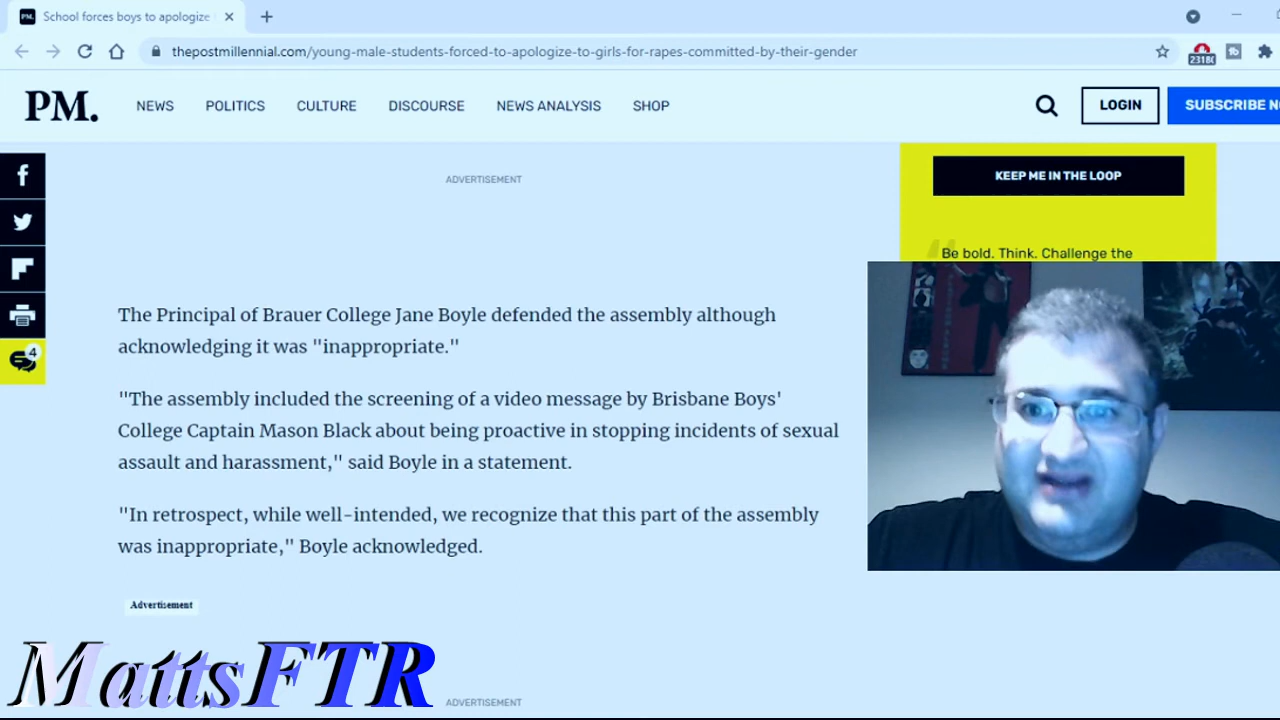 PM.
School forces boys to apologize
thepostmillennial.com/young-male-students-forced-to-apologize-to-girls-for-rapes-committed-by-their-gender
2318
PM.
NEWS
POLITICS
CULTURE
DISCOURSE
NEWS ANALYSIS
SHOP
LOGIN
SUBSCRIBE N
ADVERTISEMENT
KEEP ME IN THE LOOP
Be bold. Think. Challenge the
4
The Principal of Brauer College Jane Boyle defended the assembly although
acknowledging it was "inappropriate."
"The assembly included the screening of a video message by Brisbane Boys'
College Captain Mason Black about being proactive in stopping incidents of sexual
assault and harassment," said Boyle in a statement.
"In retrospect, while well-intended, we recognize that this part of the assembly
was inappropriate," Boyle acknowledged.
Advertisement
MattsFTR
ADVERTISEMENT